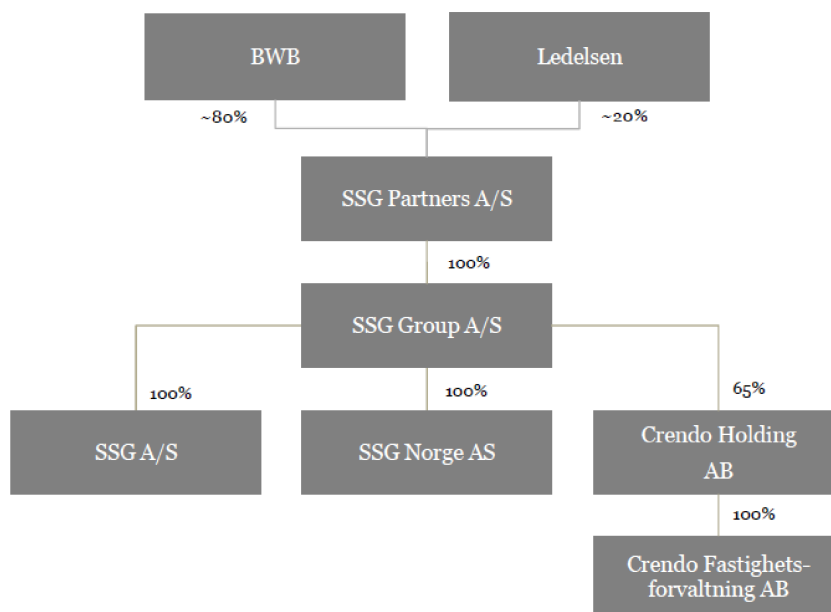 BWB
Ledelsen
~80%
~20%
SSG Partners A/S
100%
SSG Group A/S
100%
100%
65%
SSG A/S
SSG Norge AS
Crendo Holding
AB
100%
Crendo Fastighets-
forvaltning AB